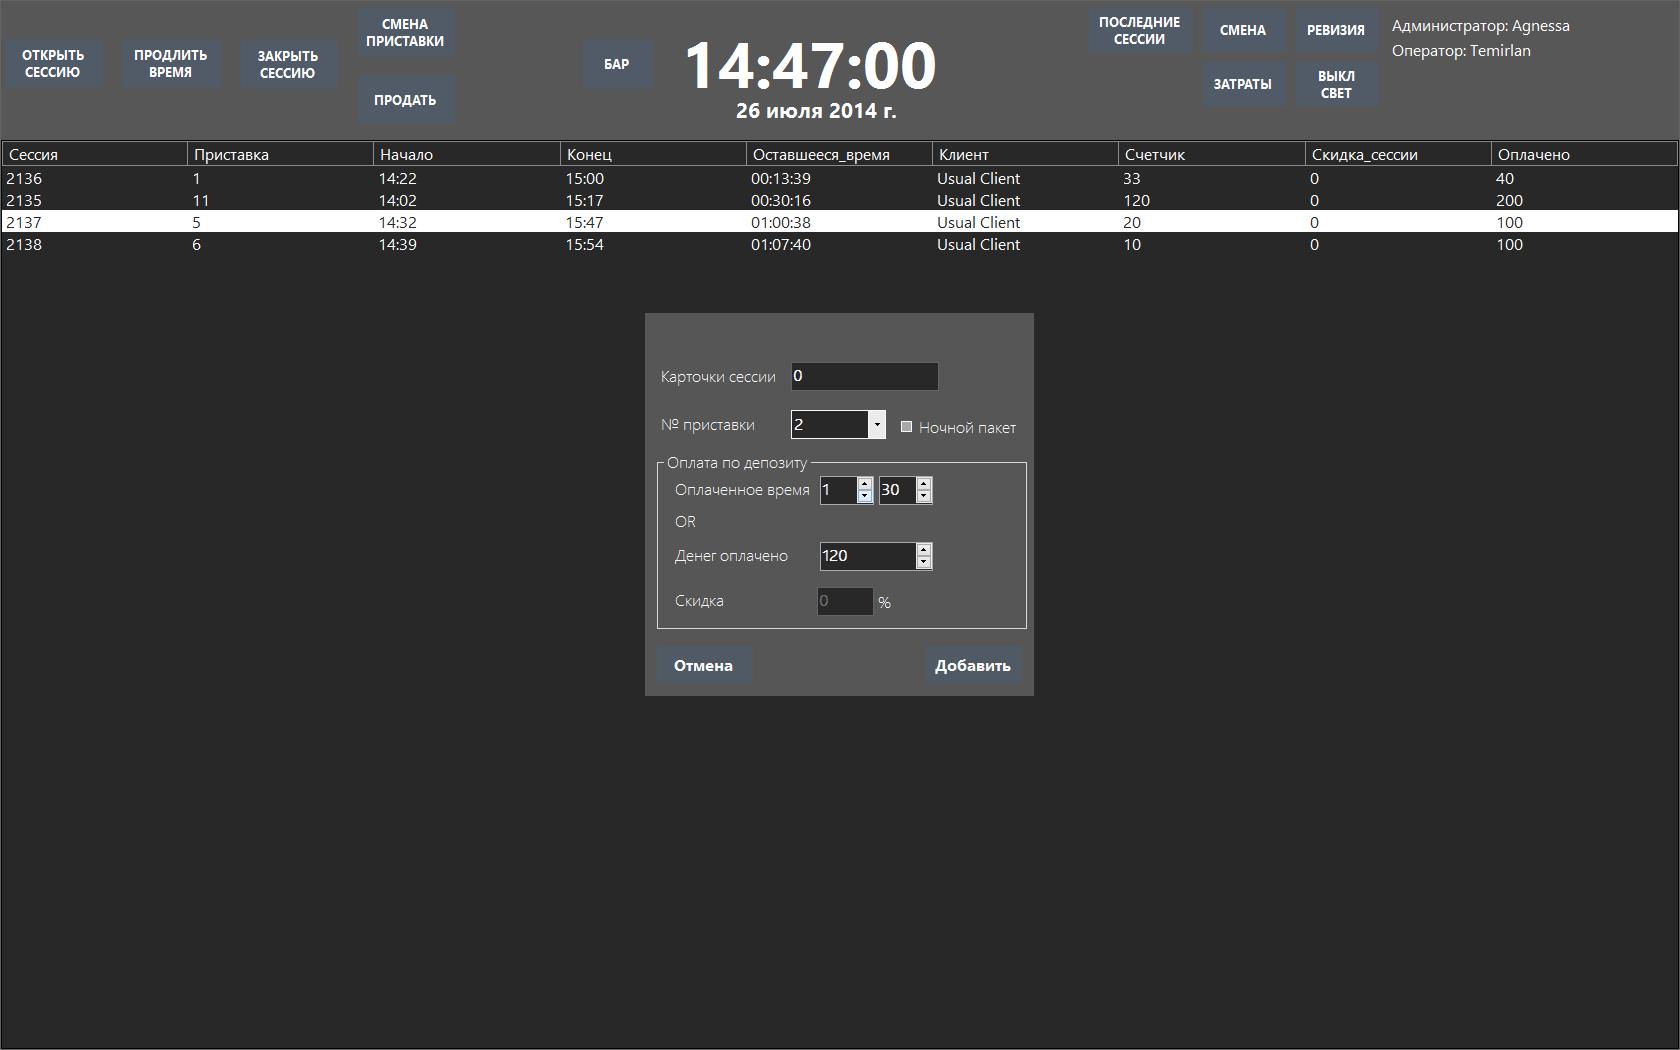 ОТКРЫТЬ
СЕССИЮ
ПРОДЛИТЬ
ВРЕМЯ
ЗАКРЫТЬ
СЕССИЮ
СМЕНА
ПРИСТАВКИ
ПРОДАТЬ
БАР
14:47:00
26 июля 2014 г.
ПОСЛЕДНИЕ
СЕССИИ
СМЕНА
РЕВИЗИЯ
ЗАТРАТЫ
ВЫКЛ
СВЕТ
Администратор: Agnessa
Оператор: Temirlan
Сессия Приставка Начало Конец Оставшееся_время Клиент Счетчик Скидка_сессии Оплачено
2136 1 14:22 15:00 00:13:39 Usual Client 33 0 40
2135 11 14:02 15:17 00:30:16 Usual Client 120 0 200
2137 5 14:32 15:47 01:00:38 Usual Client 20 0 100
2138 6 14:39 15:54 01:07:40 Usual Client 10 0 100
Карточки сессии 0
№ приставки 2 Ночной пакет
Оплата по депозиту
Оплаченное время 1 30
OR
Денег оплачено 120
Скидка 0 %
Отмена Добавить